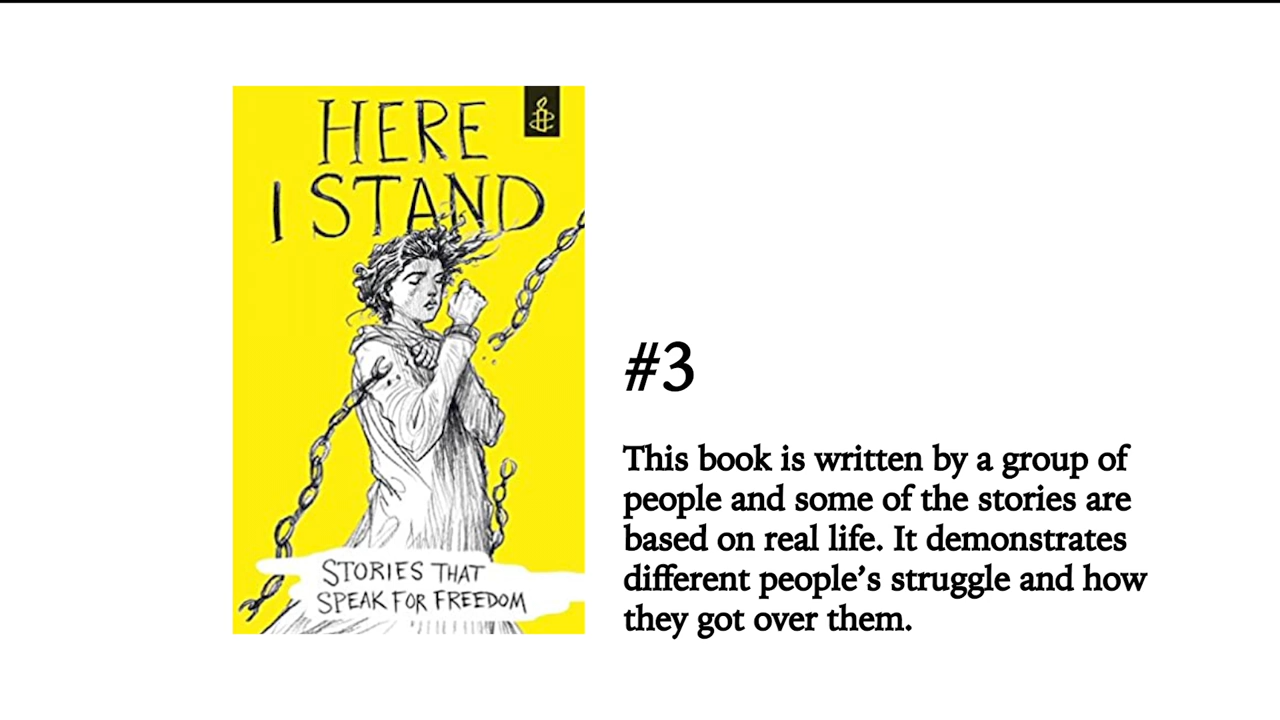 HERE
I STAND
STORIES THAT
SPEAK FOR FREEDOM
#3
This book is written by a group of
people and some of the stories are
based on real life. It demonstrates
different people’s struggle and how
they got over them.